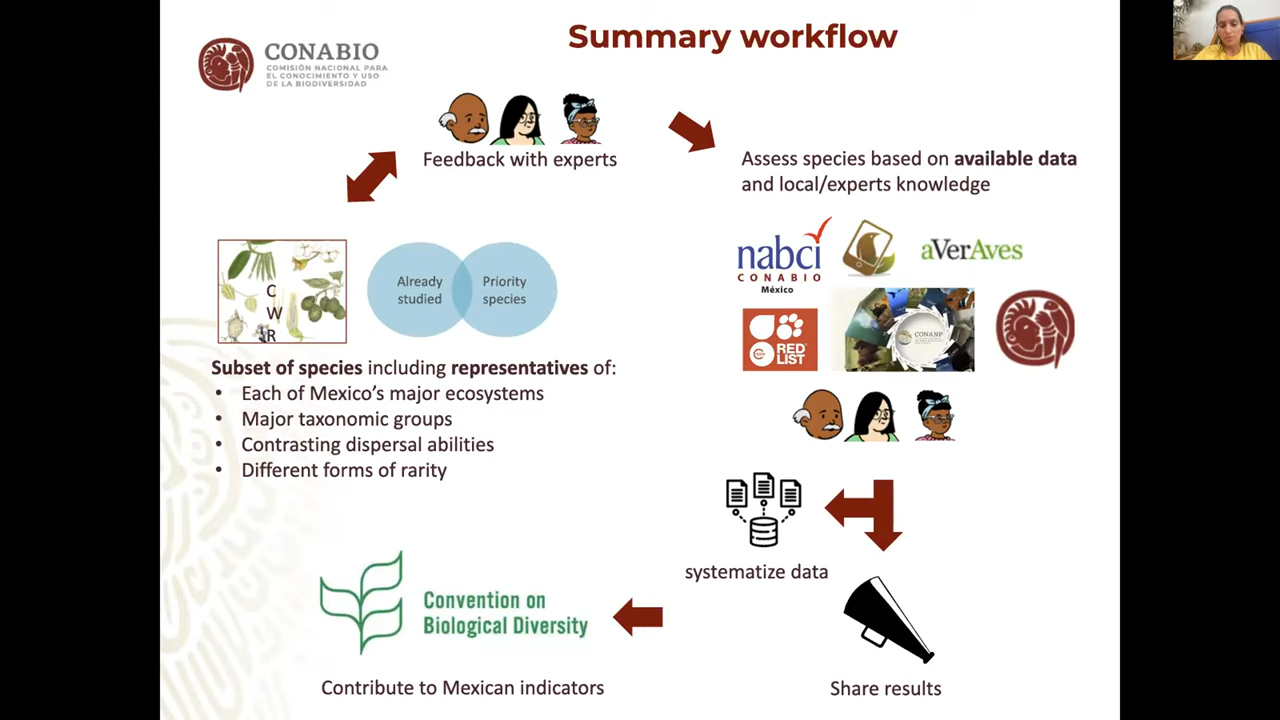 Summary workflow
CONABIO
COMISIÓN NACIONAL PARA
EL CONOCIMIENTO Y USO
DE LA BIODIVERSIDAD
Feedback with experts
Assess species based on available data
and local/experts knowledge
nabci
CONABIO
México
aVerAves
RED
LIST
CONANP
C
W
R
Already
studied
Priority
species
Subset of species including representatives of:
• Each of Mexico’s major ecosystems
• Major taxonomic groups
• Contrasting dispersal abilities
• Different forms of rarity
systematize data
Convention on
Biological Diversity
Contribute to Mexican indicators
Share results